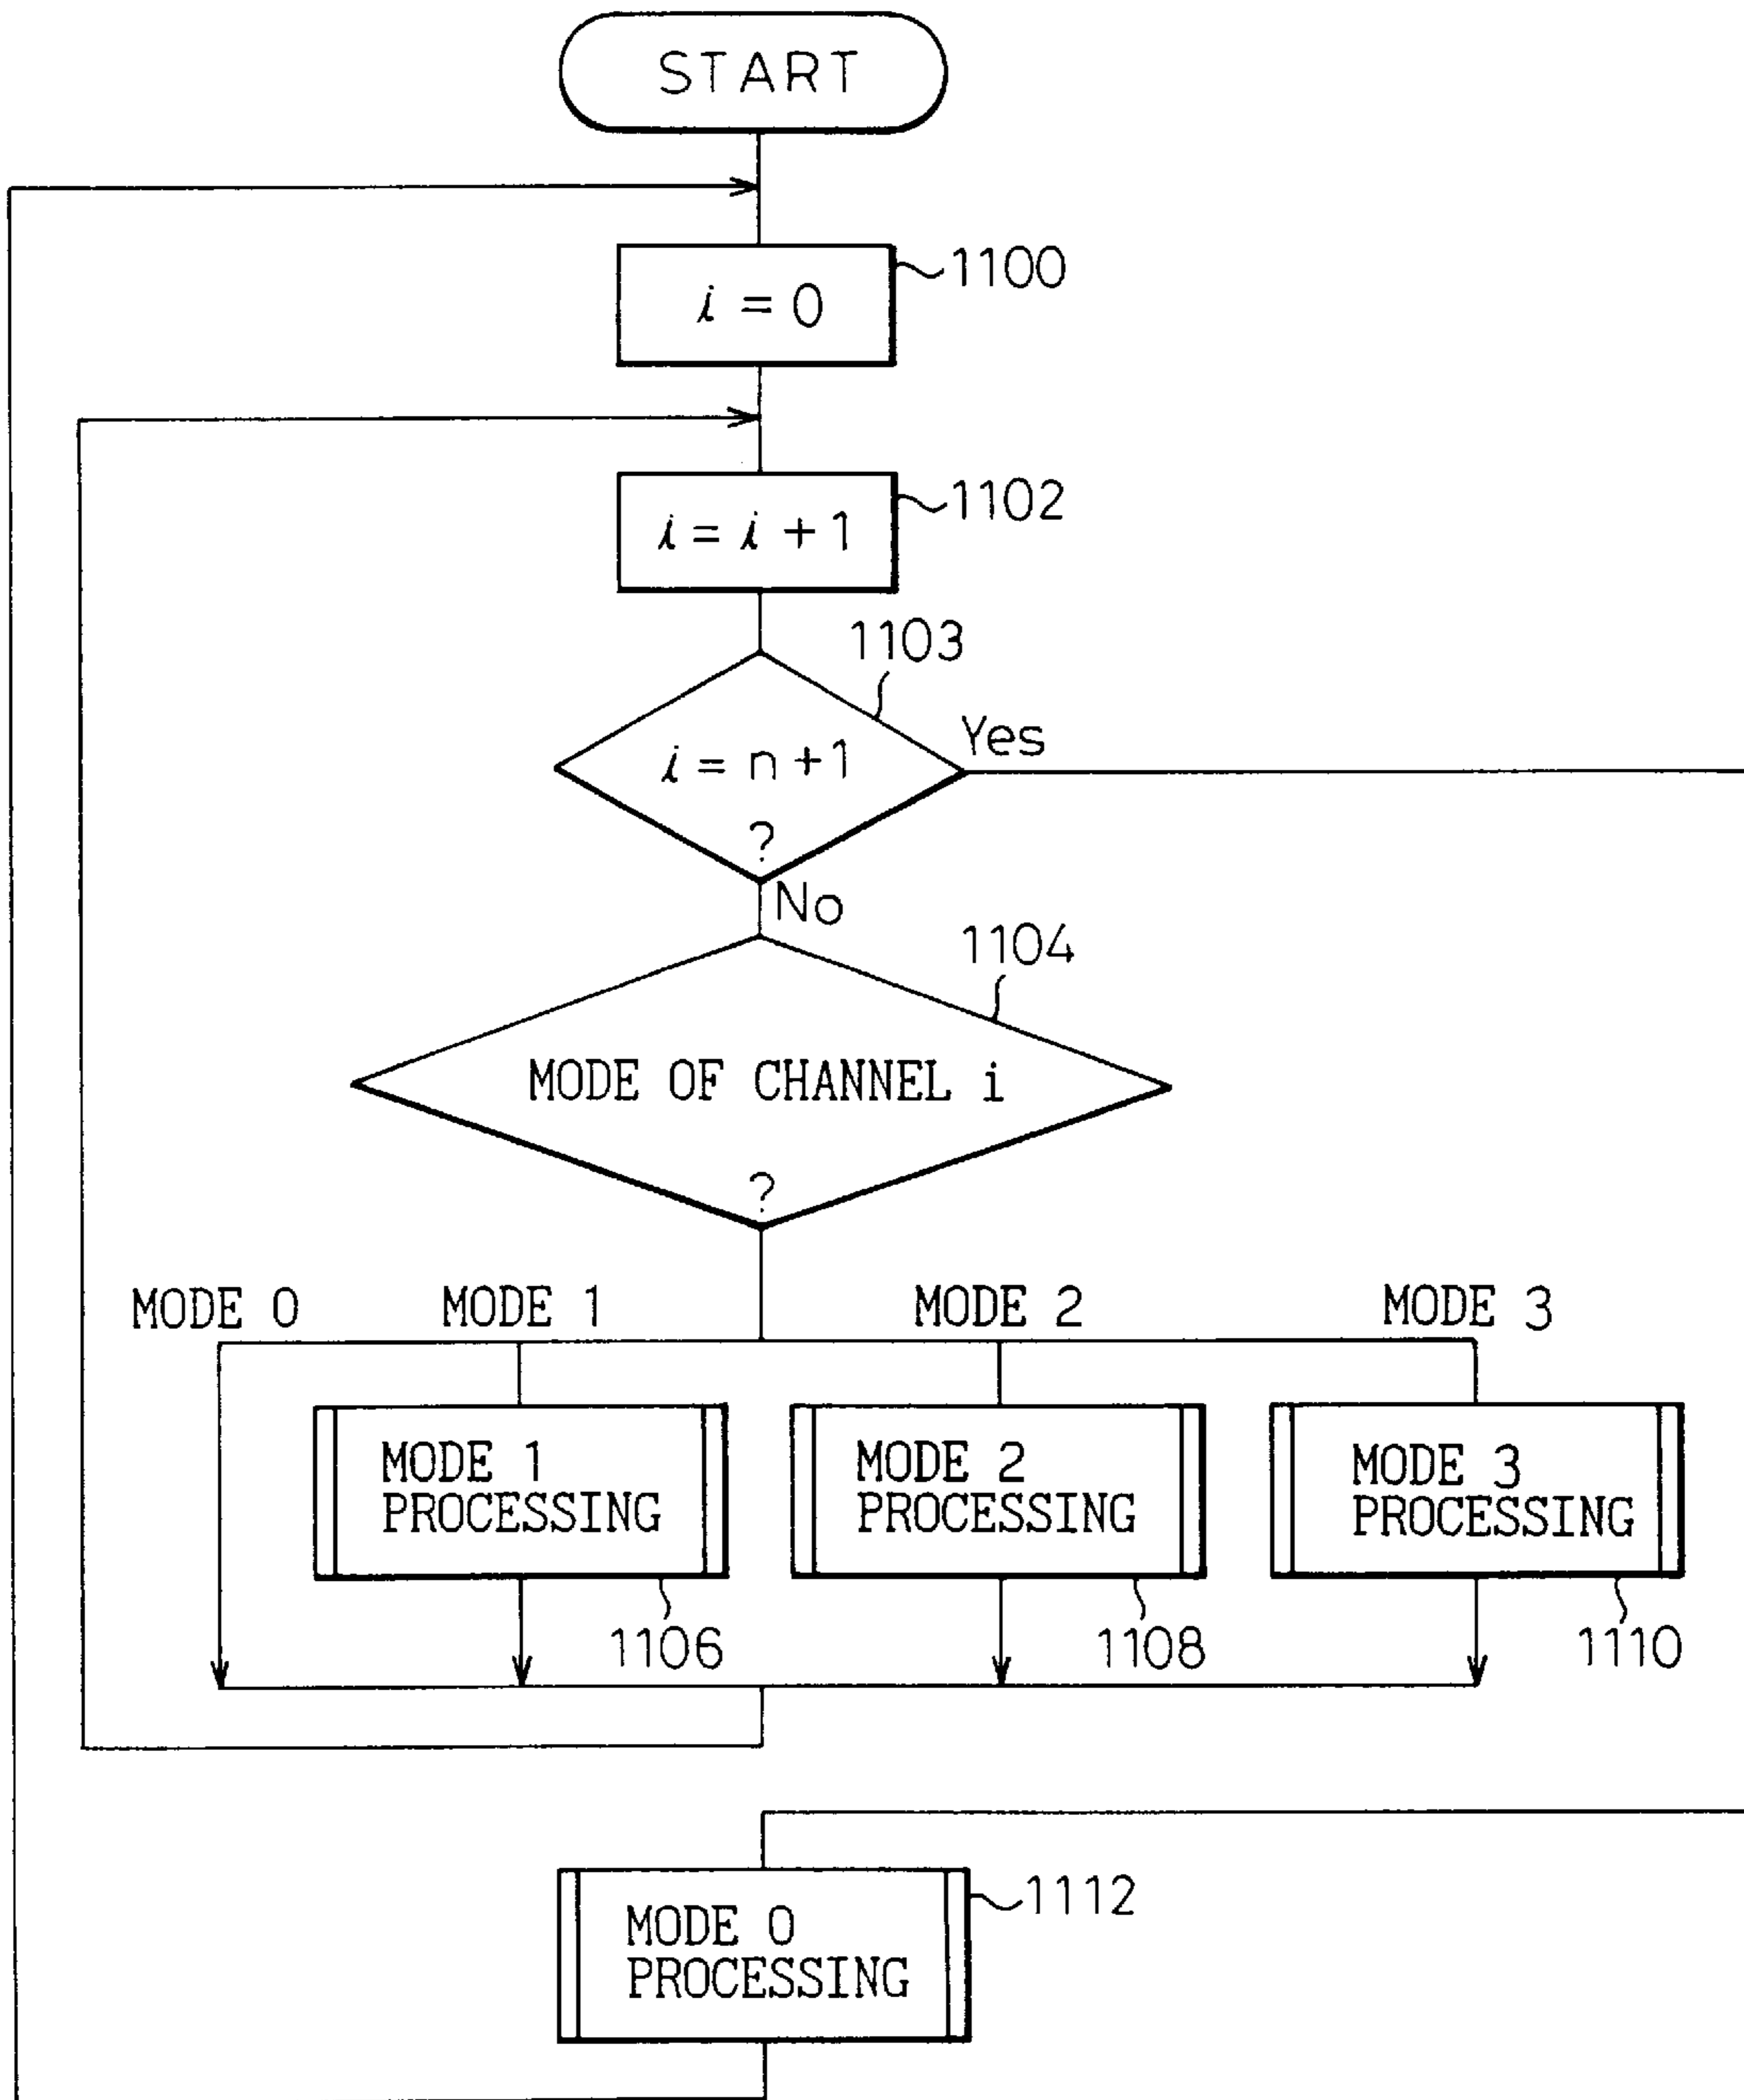 START
i = 0
1100
i = i + 1
1102
1103
i = n + 1
?
Yes
No
1104
MODE OF CHANNEL i
?
MODE 0
MODE 1
MODE 2
MODE 3
MODE 1
PROCESSING
MODE 2
PROCESSING
MODE 3
PROCESSING
1106
1108
1110
MODE 0
PROCESSING
1112